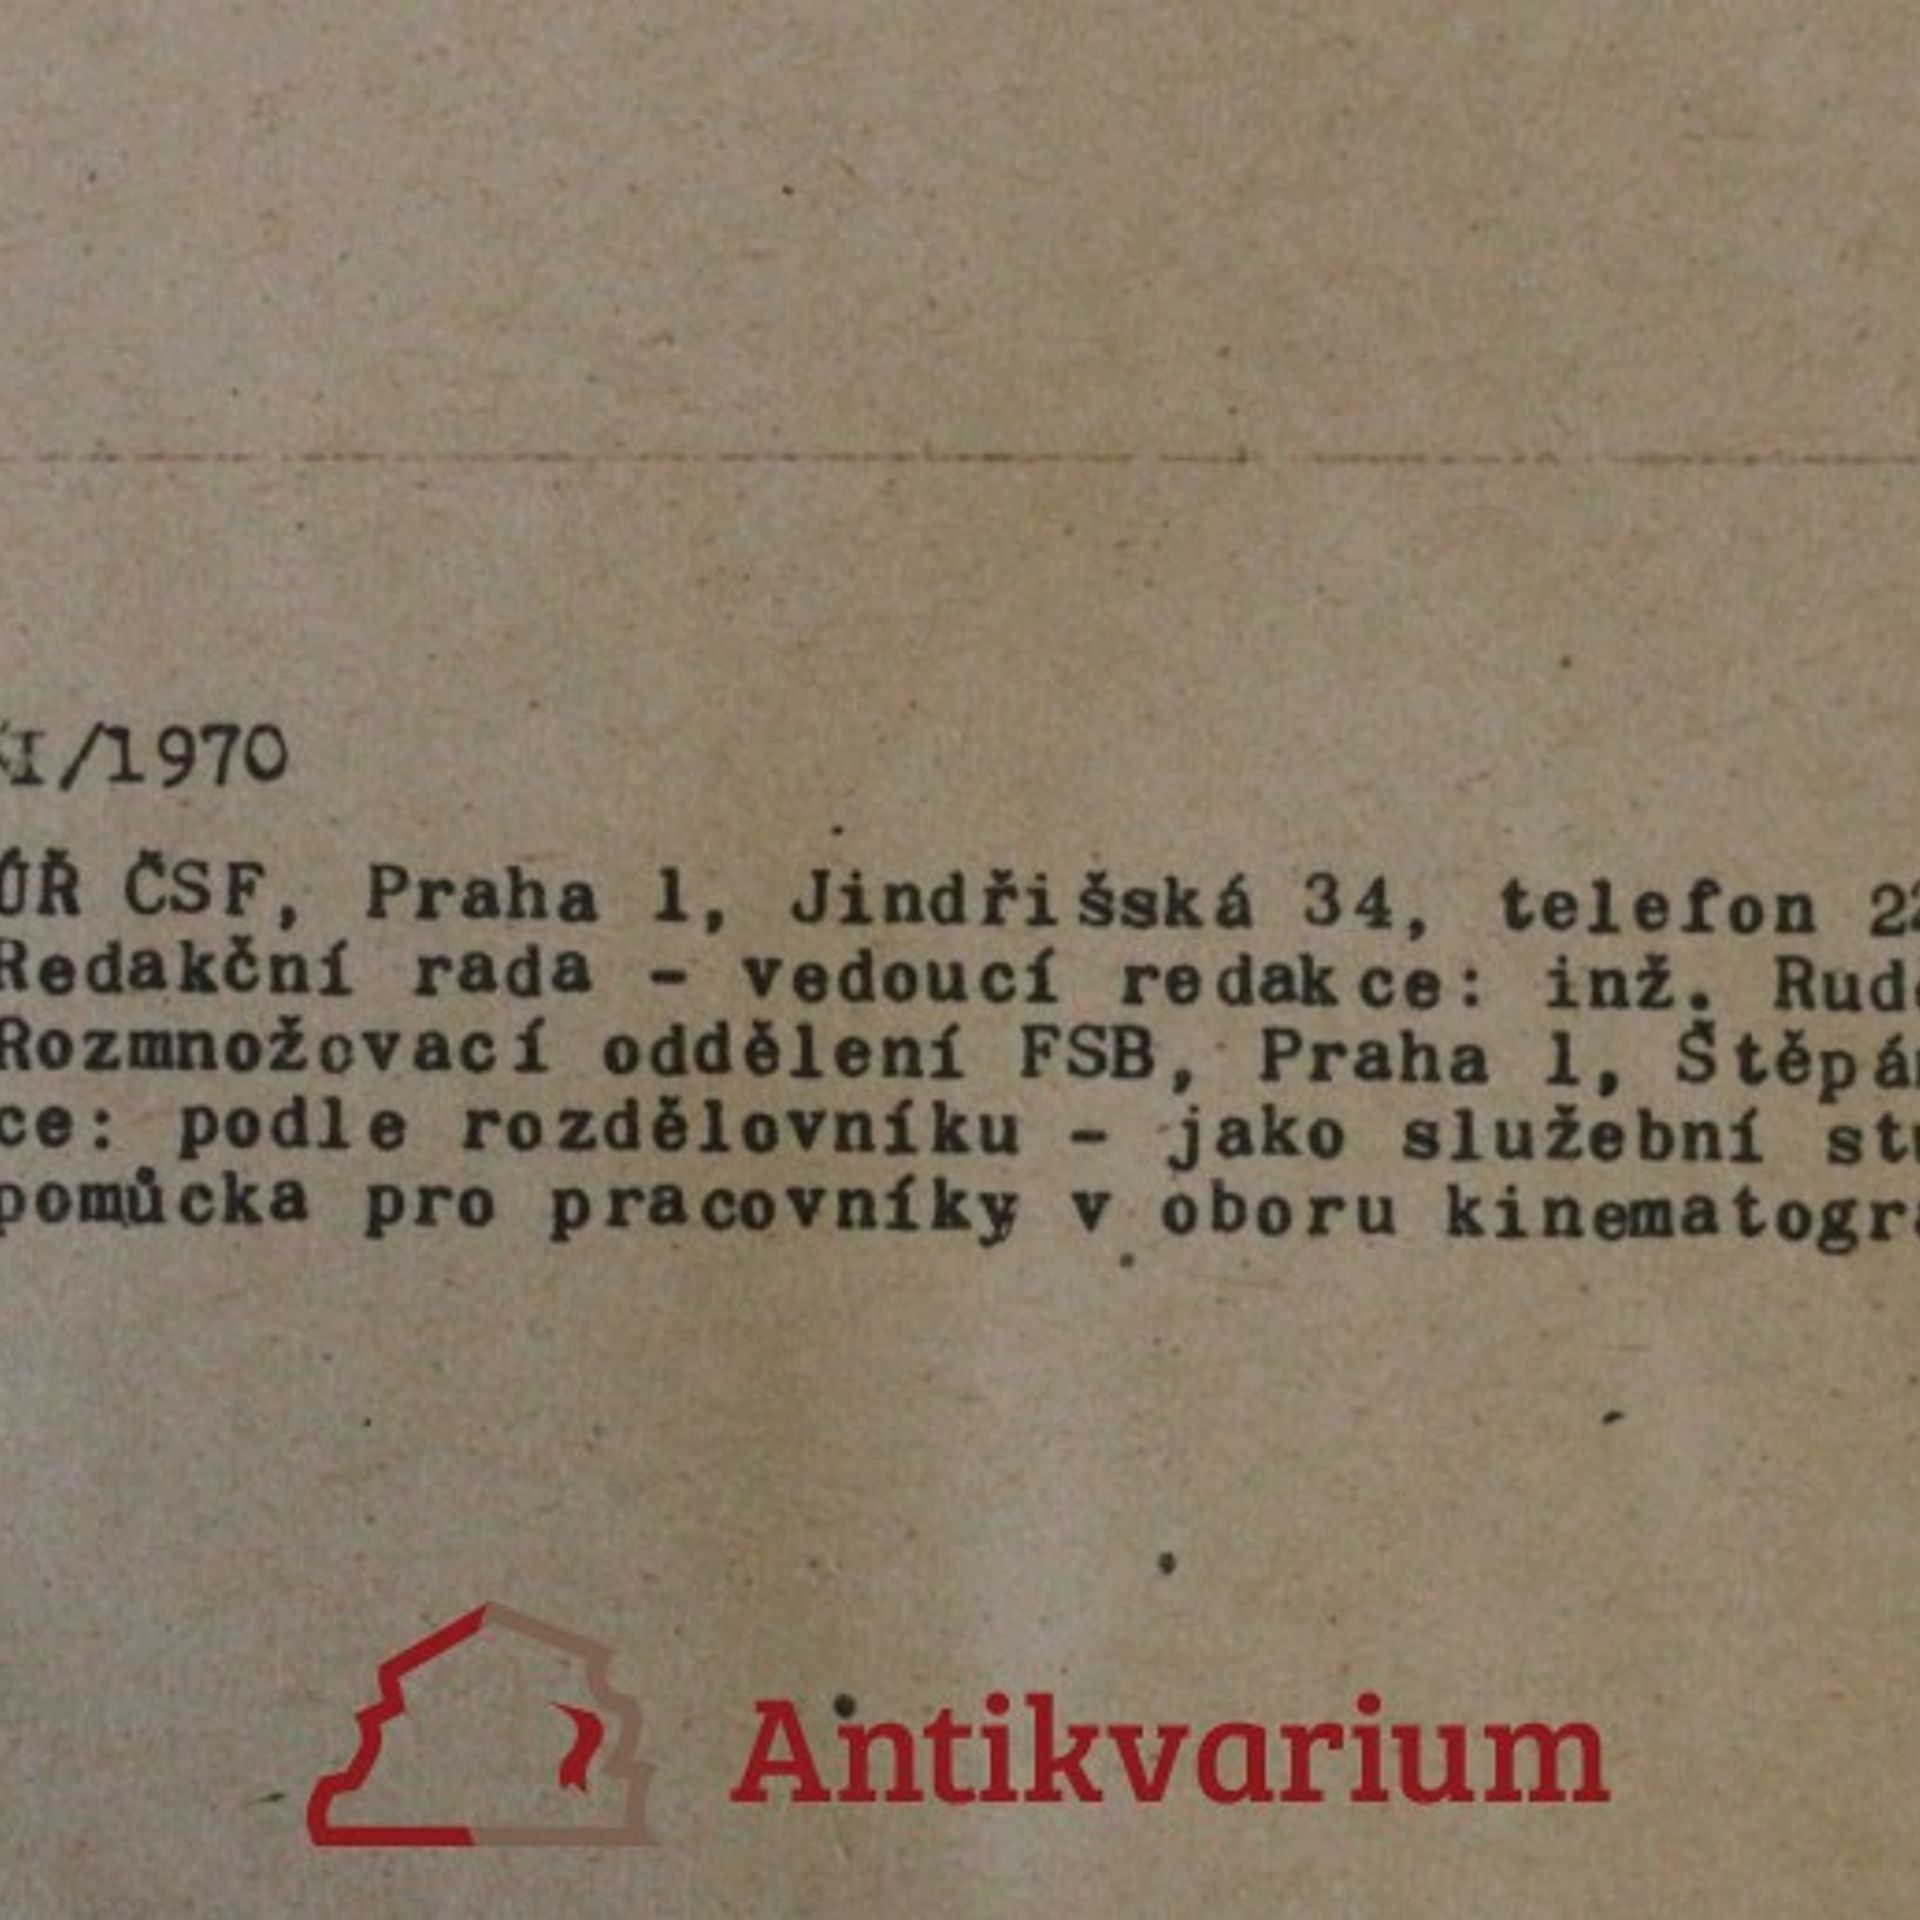 /1970
ÚŘ ČSF, Praha 1, Jindřišská 34, telefon
Redakční rada - vedoucí redakce: inž.
Rozmnožovací oddělení FSB, Praha 1,
ce: podle rozdělovníku - jako služební
pomůcka pro pracovníky v oboru
Antikvarium